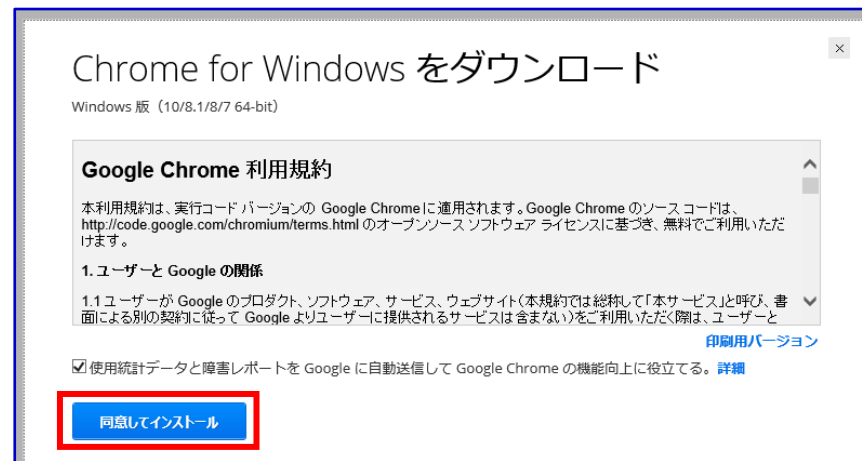 Chrome for Windows をダウンロード
Windows 版（10/8.1/8/7 64-bit）
Google Chrome 利用規約
本利用規約は、実行コード バージョンの Google Chromeに適用されます。Google Chrome のソース コードは、
http://code.google.com/chromium/terms.html のオープンソース ソフトウェア ライセンスに基づき、無料でご利用いただ
けます。
1. ユーザーと Google の関係
1.1 ユーザーが Google のプロダクト、ソフトウェア、サービス、ウェブサイト（本規約では総称して「本サービス」と呼び、書
面による別の契約に従って Google よりユーザーに提供されるサービスは含まない）をご利用いただく際は、ユーザーと
印刷用バージョン
使用統計データと障害レポートを Google に自動送信して Google Chrome の機能向上に役立てる。詳細
同意してインストール